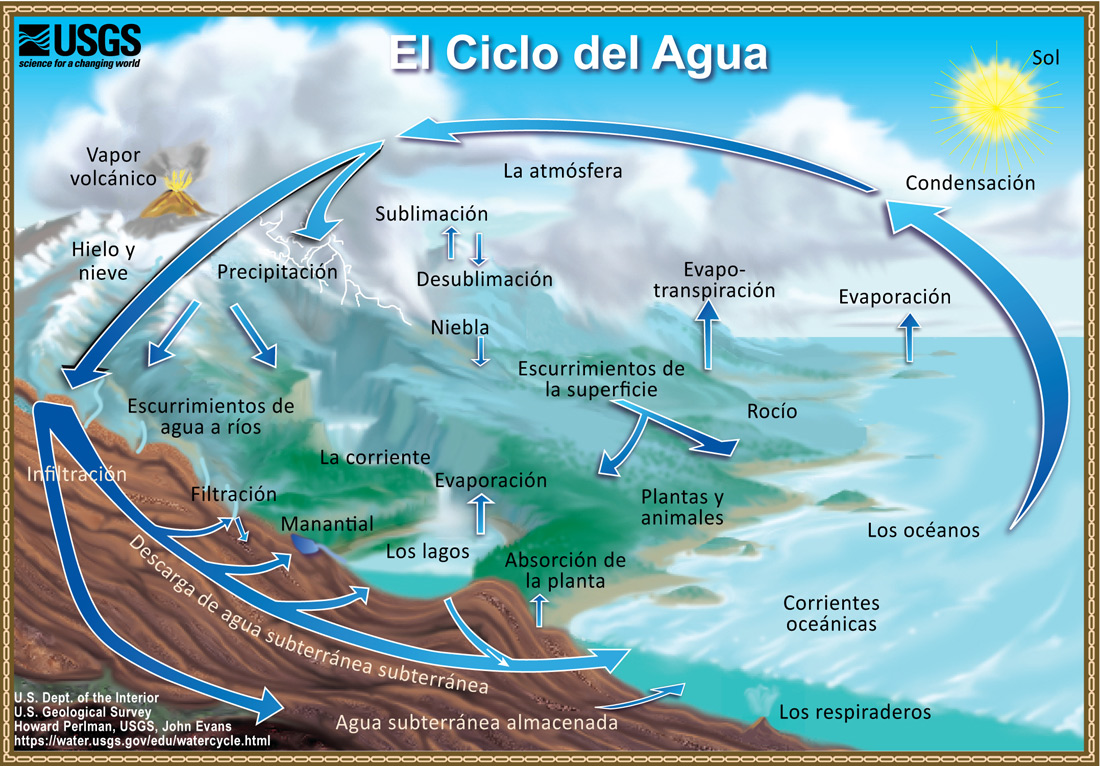 USGS
science for a changing world
El Ciclo del Agua
Sol
Vapor
volcánico
La atmósfera
Condensación
Sublimación
Hielo y
nieve
Precipitación
Desublimación
Evapo-
transpiración
Evaporación
Niebla
Escurrimientos de
la superficie
Escurrimientos de
agua a ríos
Rocío
La corriente
Infiltración
Evaporación
Filtración
Plantas y
animales
Manantial
Los océanos
Los lagos
Absorción de
la planta
Corrientes
oceánicas
Descarga de agua subterránea subterránea
Agua subterránea almacenada
Los respiraderos
U.S. Dept. of the Interior
U.S. Geological Survey
Howard Perlman, USGS, John Evans
https://water.usgs.gov/edu/watercycle.html